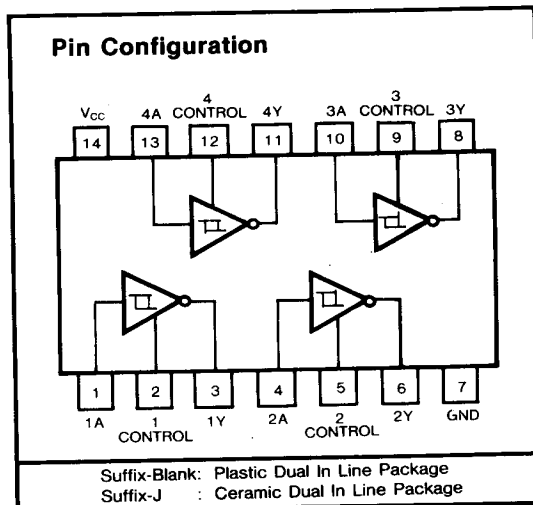 Pin Configuration
4 3
V_CC 4A CONTROL 4Y 3A CONTROL 3Y
14 13 12 11 10 9 8
1 2 3 4 5 6 7
1A 1 1Y 2A 2 2Y GND
CONTROL CONTROL
Suffix-Blank: Plastic Dual In Line Package
Suffix-J : Ceramic Dual In Line Package